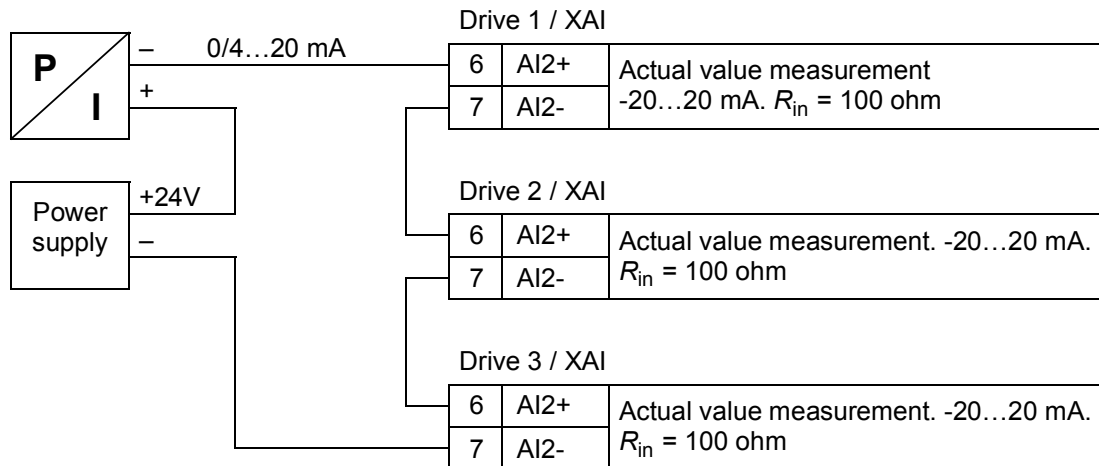 Drive 1 / XAI
P
I
–
0/4…20 mA
+
6 AI2+
7 AI2-
Actual value measurement
-20…20 mA. Rin = 100 ohm
Power
supply
+24V
–
Drive 2 / XAI
6 AI2+
7 AI2-
Actual value measurement. -20…20 mA.
Rin = 100 ohm
Drive 3 / XAI
6 AI2+
7 AI2-
Actual value measurement. -20…20 mA.
Rin = 100 ohm